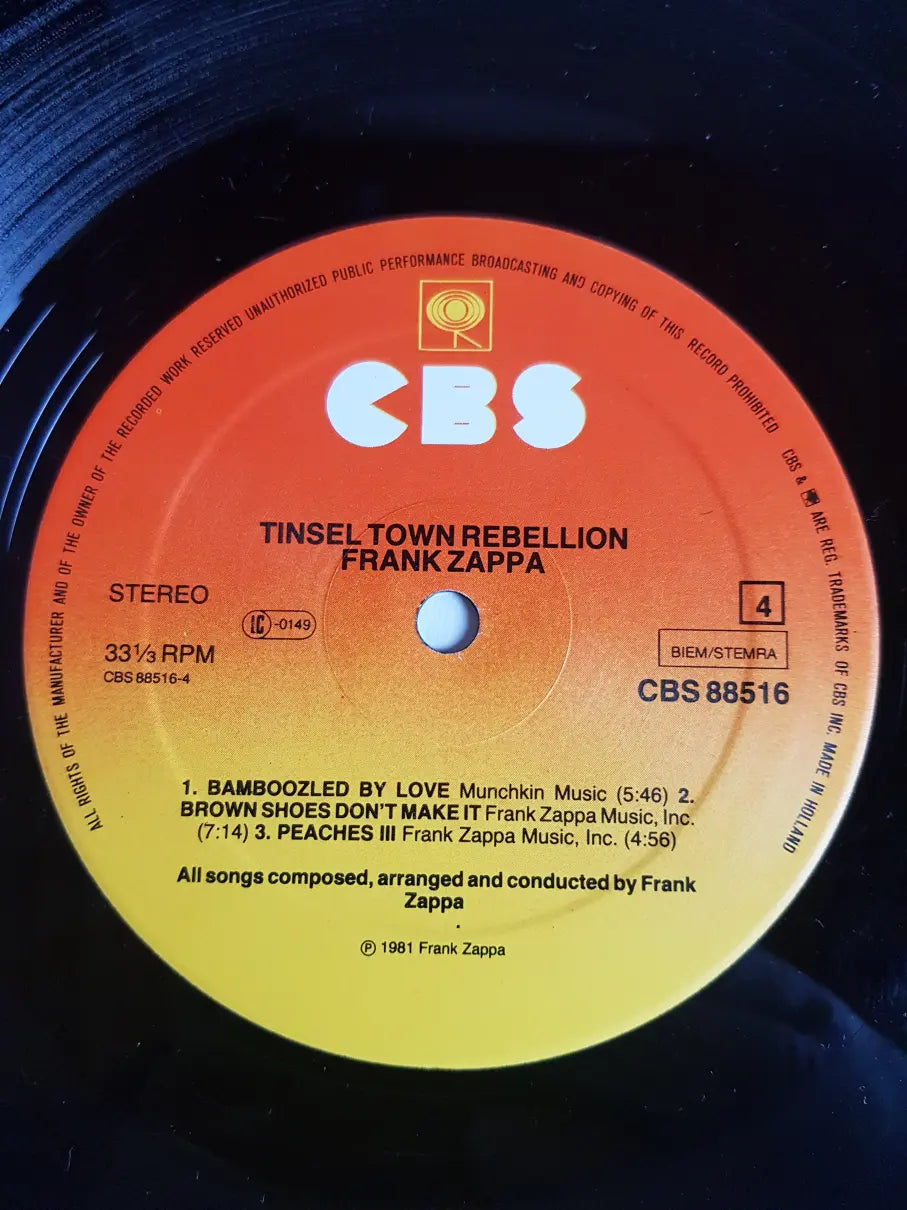 ALL RIGHTS OF THE MANUFACTURER AND OF THE OWNER OF THE RECORDED WORK RESERVED UNAUTHORIZED PUBLIC PERFORMANCE BROADCASTING AND COPYING OF THIS RECORD PROHIBITED CBS & ARE REG. TRADEMARKS OF CBS INC. MADE IN HOLLAND
CBS
TINSEL TOWN REBELLION
FRANK ZAPPA
STEREO
LC-0149
4
33⅓ RPM
BIEM/STEMRA
CBS 88516-4
CBS 88516
1. BAMBOOZLED BY LOVE Munchkin Music (5:46) 2.
BROWN SHOES DON'T MAKE IT Frank Zappa Music, Inc.
(7:14) 3. PEACHES III Frank Zappa Music, Inc. (4:56)
All songs composed, arranged and conducted by Frank
Zappa
℗ 1981 Frank Zappa